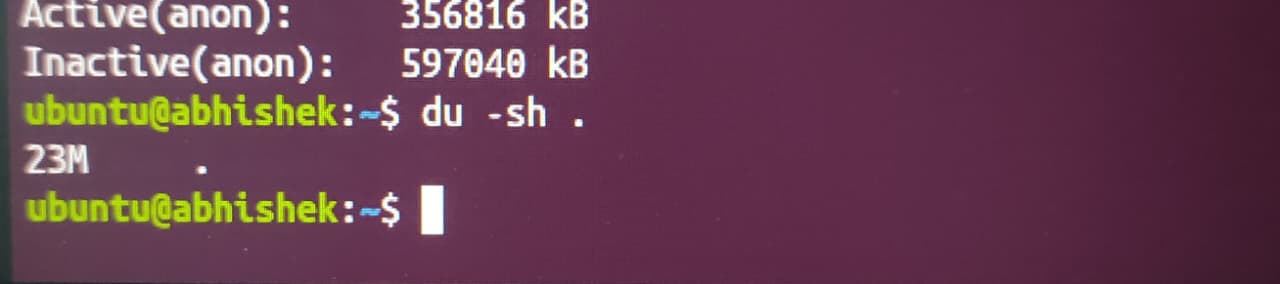 Active(anon):     356816 kB
Inactive(anon):   597040 kB
ubuntu@abhishek:~$ du -sh .
23M     .
ubuntu@abhishek:~$